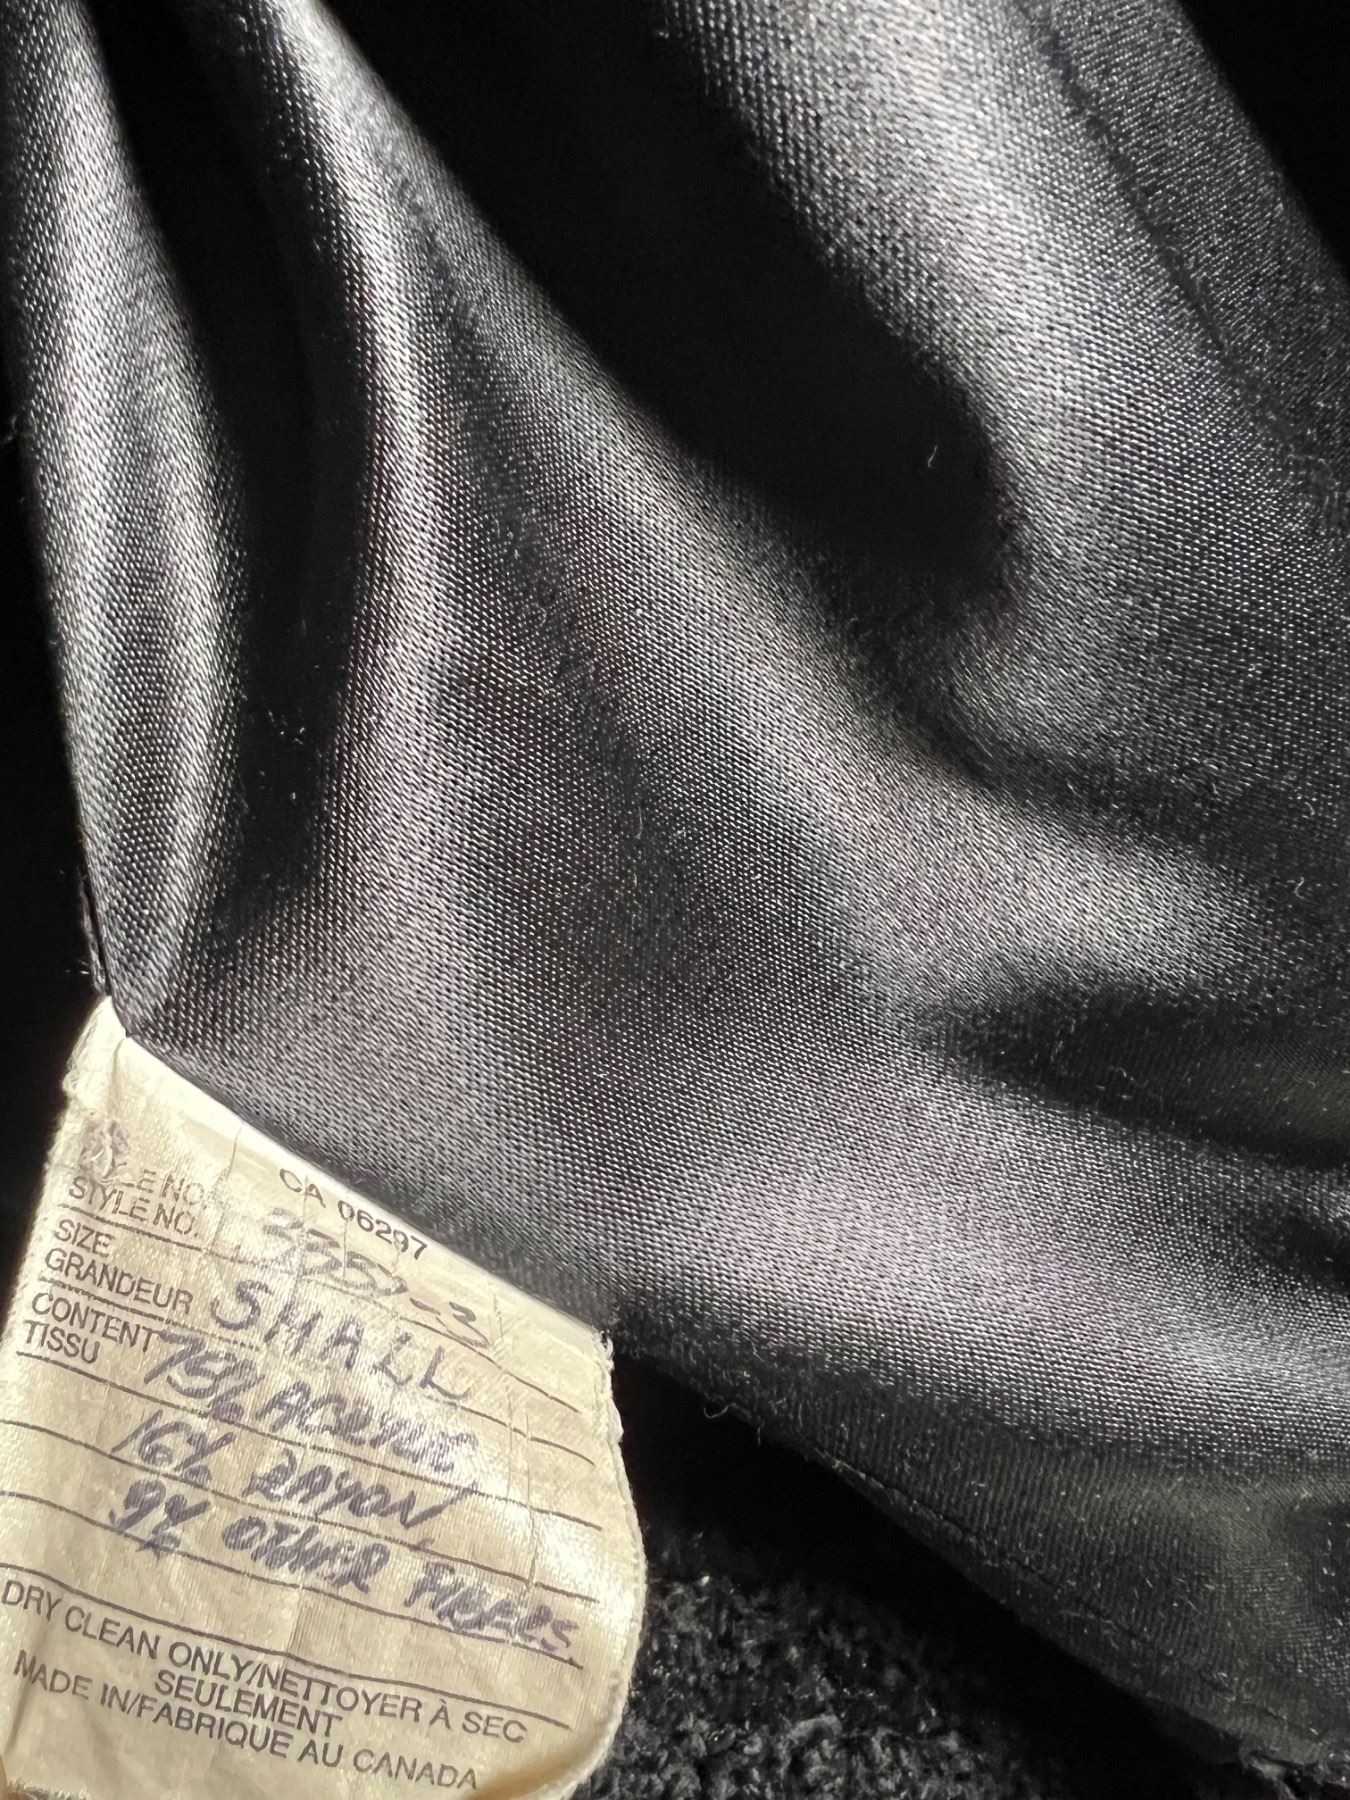 CA 06297
STYLE NO.
SIZE
GRANDEUR SMALL
CONTENT
TISSU 75% ACRYLIC
16% RAYON,
9% OTHER FIBERS.
DRY CLEAN ONLY/NETTOYER À SEC
SEULEMENT
MADE IN/FABRIQUE AU CANADA